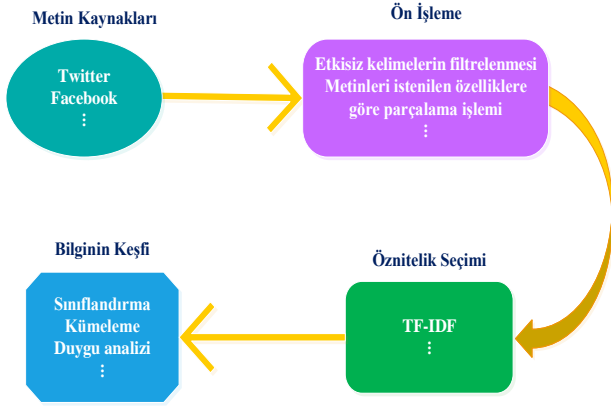 Metin Kaynakları
Twitter
Facebook
⋮
Ön İşleme
Etkisiz kelimelerin filtrelenmesi
Metinleri istenilen özelliklere
göre parçalama işlemi
⋮
Öznitelik Seçimi
TF-IDF
⋮
Bilginin Keşfi
Sınıflandırma
Kümeleme
Duygu analizi
⋮